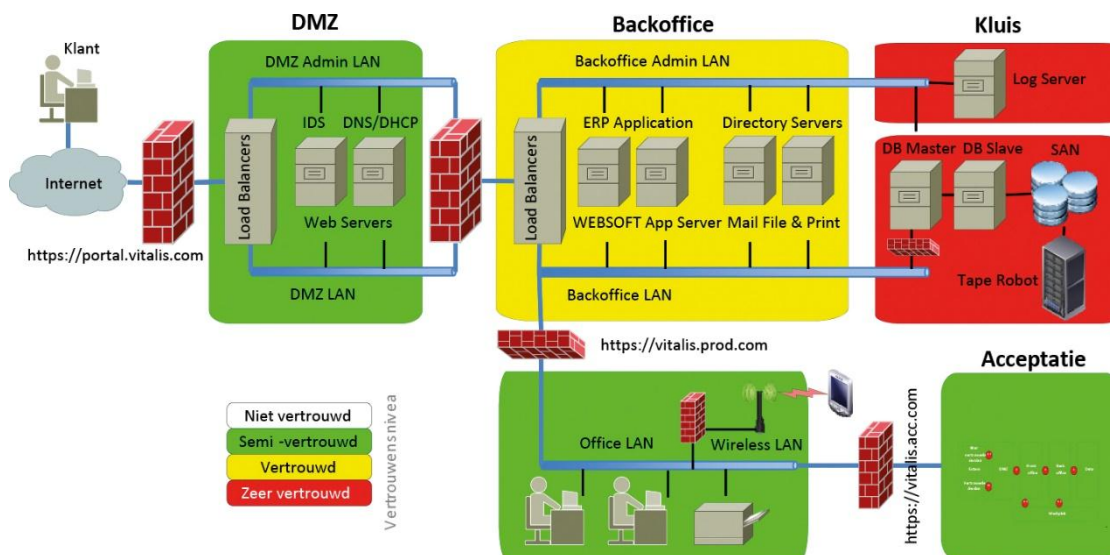 DMZ
Backoffice
Kluis
Klant
DMZ Admin LAN
Backoffice Admin LAN
Log Server
IDS
DNS/DHCP
ERP Application
Directory Servers
DB Master
DB Slave
SAN
Internet
Load Balancers
Load Balancers
Web Servers
WEBSOFT App Server
Mail File & Print
https://portal.vitalis.com
DMZ LAN
Backoffice LAN
Tape Robot
https://vitalis.prod.com
Acceptatie
Niet vertrouwd
Semi -vertrouwd
Vertrouwd
Zeer vertrouwd
Vertrouwensnivea
Office LAN
Wireless LAN
https://vitalis.acc.com
DMZ